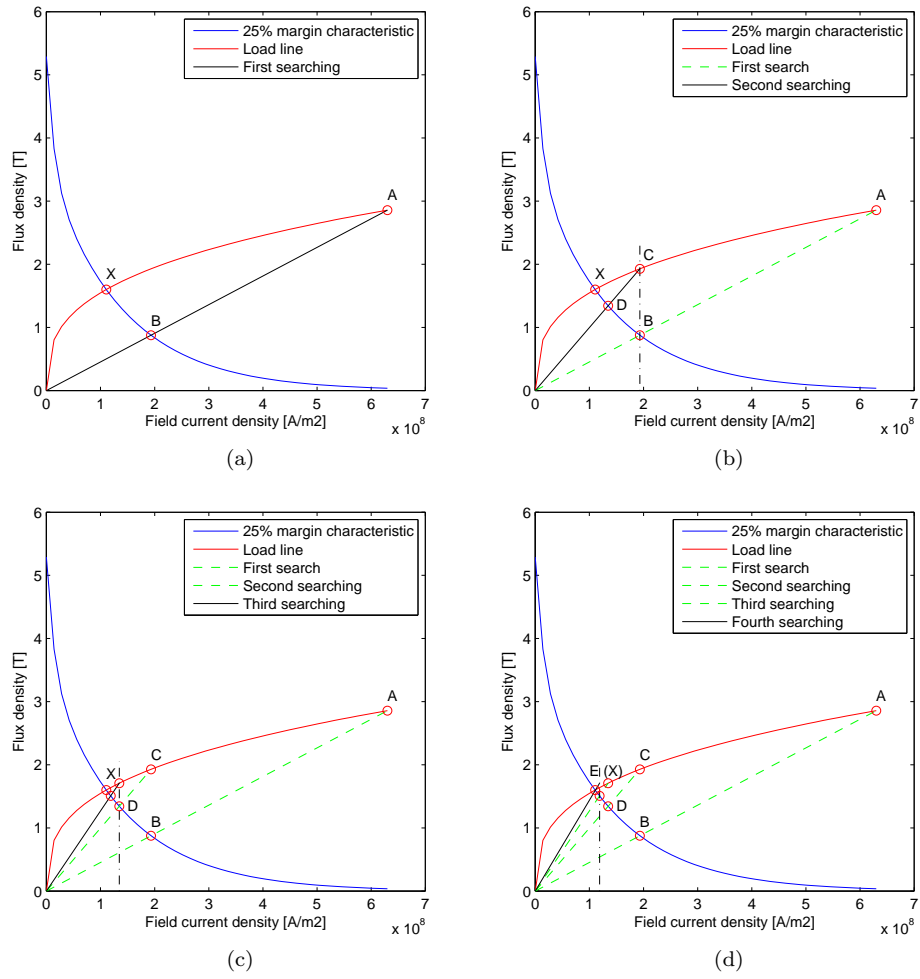 6
5
4
3
2
1
0
Flux density [T]
25% margin characteristic
Load line
First searching
A
X
B
0 1 2 3 4 5 6 7
Field current density [A/m2]
x 10^8
(a)
6
5
4
3
2
1
0
Flux density [T]
25% margin characteristic
Load line
First search
Second searching
A
C
X
D
B
0 1 2 3 4 5 6 7
Field current density [A/m2]
x 10^8
(b)
6
5
4
3
2
1
0
Flux density [T]
25% margin characteristic
Load line
First search
Second searching
Third searching
A
C
X
D
B
0 1 2 3 4 5 6 7
Field current density [A/m2]
x 10^8
(c)
6
5
4
3
2
1
0
Flux density [T]
25% margin characteristic
Load line
First search
Second searching
Third searching
Fourth searching
A
C
E (X)
D
B
0 1 2 3 4 5 6 7
Field current density [A/m2]
x 10^8
(d)